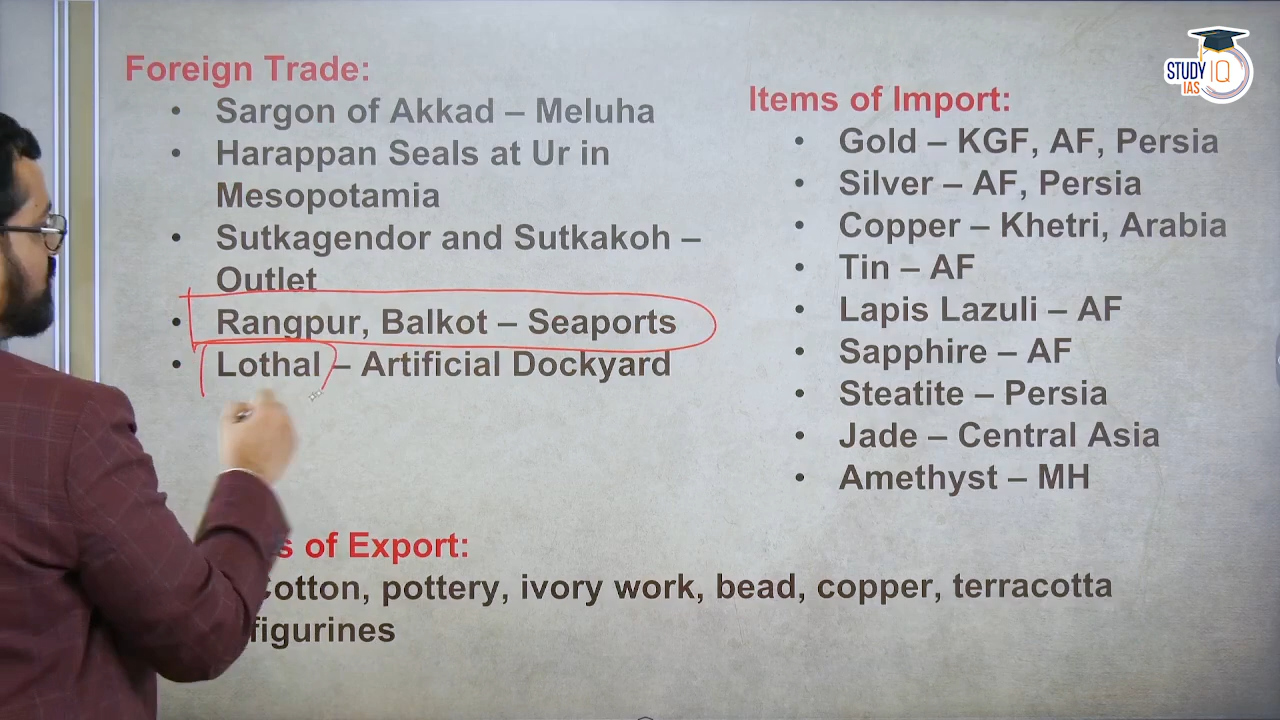 Foreign Trade:
• Sargon of Akkad – Meluha
• Harappan Seals at Ur in
Mesopotamia
• Sutkagendor and Sutkakoh –
Outlet
• Rangpur, Balkot – Seaports
• Lothal – Artificial Dockyard
Items of Import:
• Gold – KGF, AF, Persia
• Silver – AF, Persia
• Copper – Khetri, Arabia
• Tin – AF
• Lapis Lazuli – AF
• Sapphire – AF
• Steatite – Persia
• Jade – Central Asia
• Amethyst – MH
of Export:
Cotton, pottery, ivory work, bead, copper, terracotta
figurines
STUDY IQ
IAS